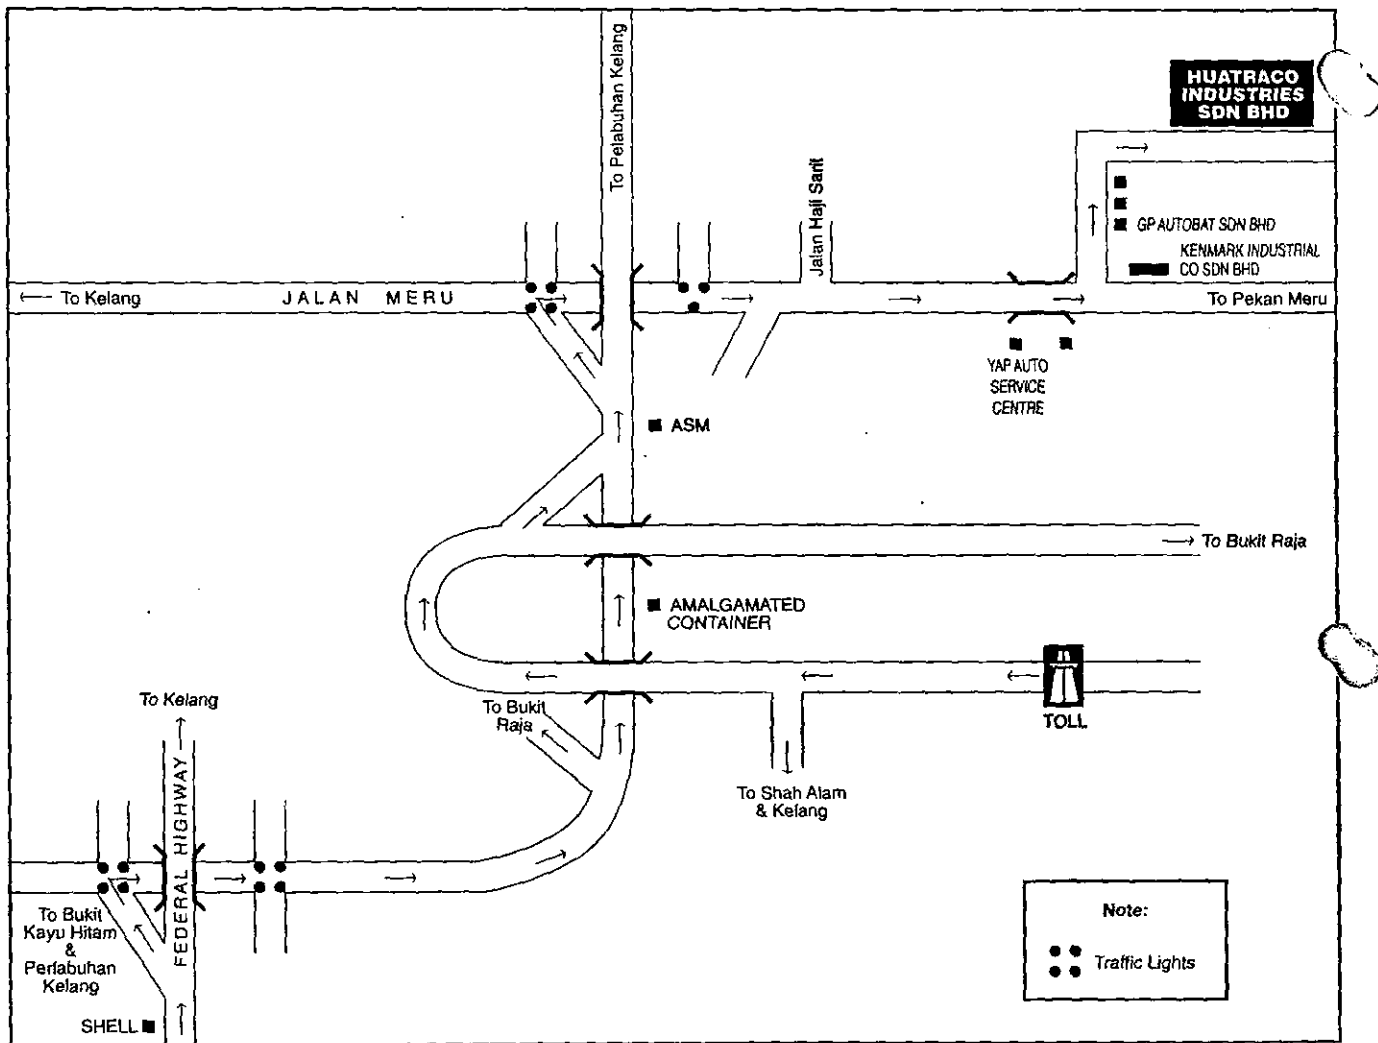 HUATRACO
INDUSTRIES
SDN BHD
To Pelabuhan Kelang
Jalan Haji Sarit
GP AUTOBAT SDN BHD
KENMARK INDUSTRIAL
CO SDN BHD
To Kelang
JALAN MERU
To Pekan Meru
YAP AUTO
SERVICE
CENTRE
ASM
To Bukit Raja
AMALGAMATED
CONTAINER
To Kelang
To Bukit
Raja
TOLL
To Shah Alam
& Kelang
FEDERAL HIGHWAY
To Bukit
Kayu Hitam
&
Perlabuhan
Kelang
SHELL
Note:
Traffic Lights